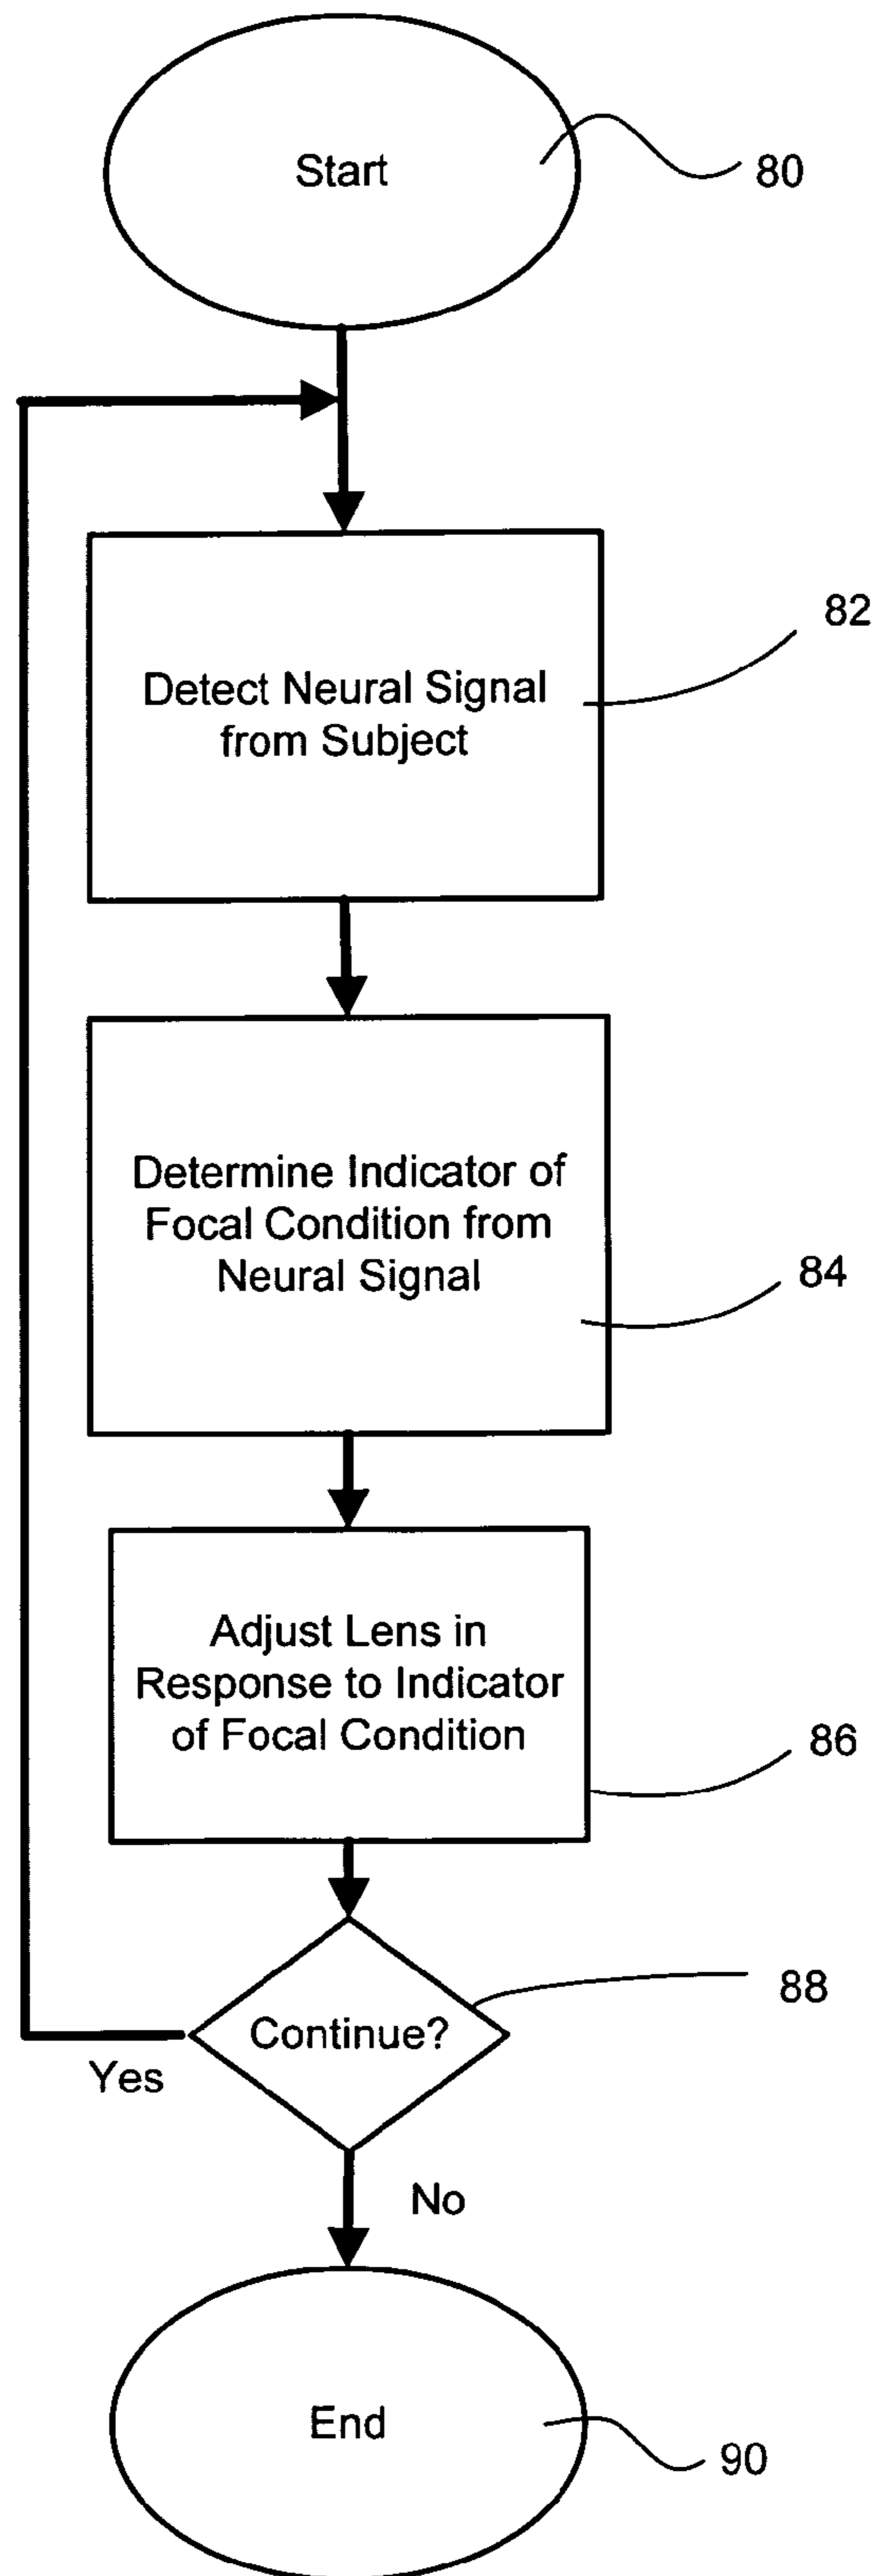 Start
80
82
Detect Neural Signal
from Subject
Determine Indicator of
Focal Condition from
Neural Signal
84
Adjust Lens in
Response to Indicator
of Focal Condition
86
88
Continue?
Yes
No
End
90